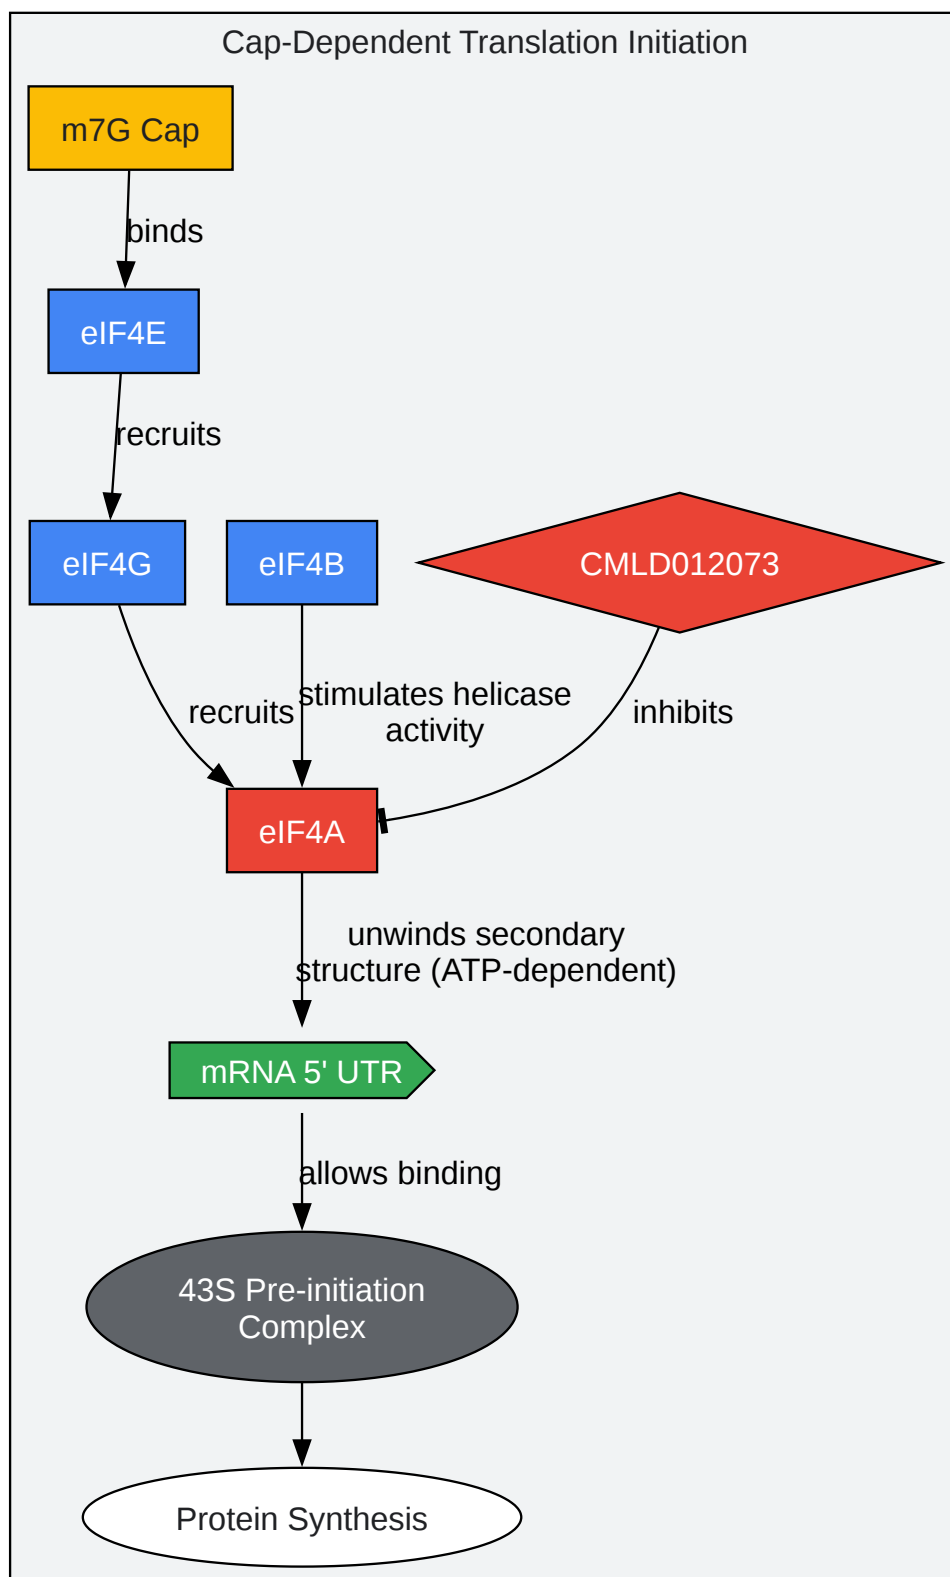 Cap-Dependent Translation Initiation
m7G Cap
binds
eIF4E
recruits
eIF4G
eIF4B
CMLD012073
recruits
stimulates helicase
activity
inhibits
eIF4A
unwinds secondary
structure (ATP-dependent)
mRNA 5' UTR
allows binding
43S Pre-initiation
Complex
Protein Synthesis